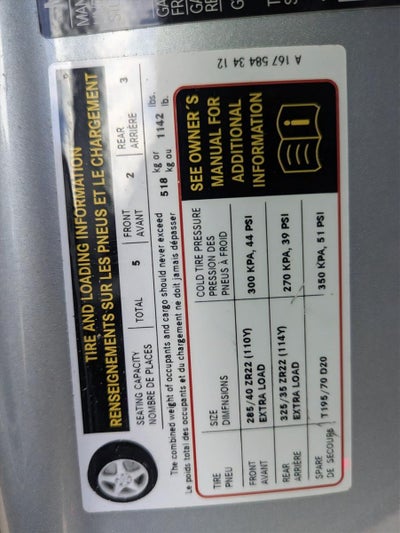 TIRE AND LOADING INFORMATION
RENSEIGNEMENTS SUR LES PNEUS ET LE CHARGEMENT
SEATING CAPACITY TOTAL 5 FRONT 2 REAR 3
NOMBRE DE PLACES AVANT ARRIÈRE
The combined weight of occupants and cargo should never exceed 518 kg or 1142 lbs.
Le poids total des occupants et du chargement ne doit jamais dépasser kg ou lb.
TIRE SIZE COLD TIRE PRESSURE
PNEU DIMENSIONS PRESSION DES
PNEUS À FROID
FRONT 285/40 ZR22 (110Y) 300 KPA, 44 PSI
AVANT EXTRA LOAD
REAR 325/35 ZR22 (114Y) 270 KPA, 39 PSI
ARRIÈRE EXTRA LOAD
SPARE T195/70 D20 350 KPA, 51 PSI
DE SECOURS
SEE OWNER'S
MANUAL FOR
ADDITIONAL
INFORMATION
A 167 584 34 12